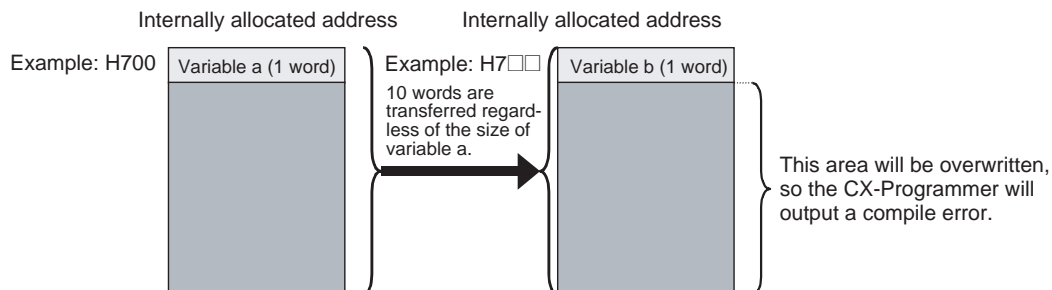 Internally allocated address
Internally allocated address
Example: H700
Variable a (1 word)
Example: H7□□
Variable b (1 word)
10 words are
transferred regard-
less of the size of
variable a.
This area will be overwritten,
so the CX-Programmer will
output a compile error.